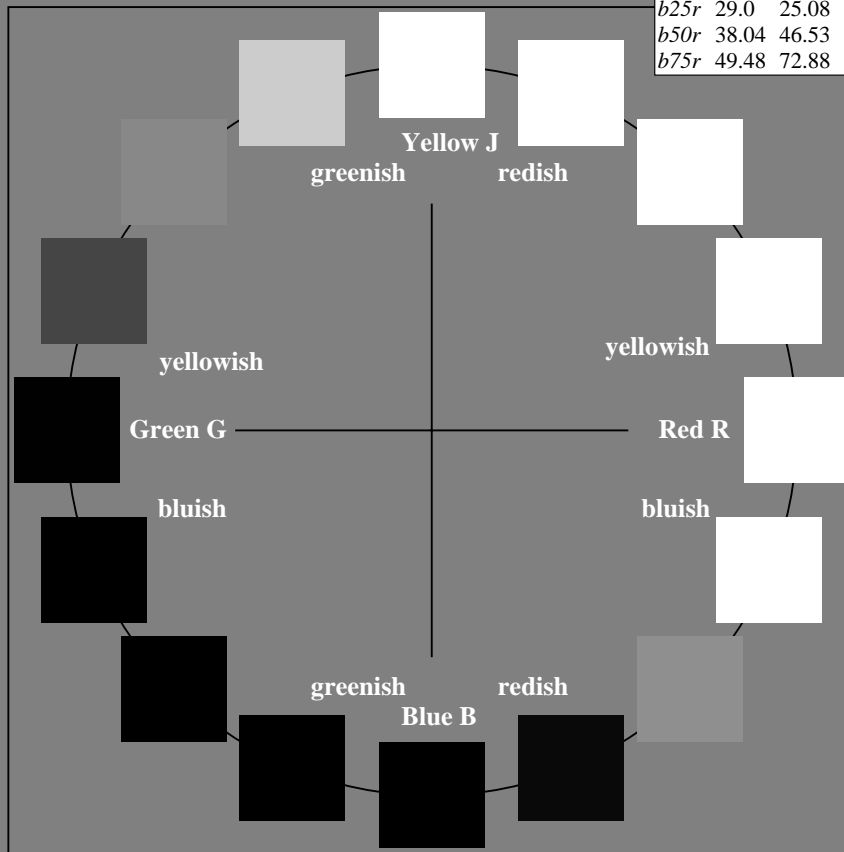 b25r 29.0 25.08
b50r 38.04 46.53
b75r 49.48 72.88
Yellow J
greenish redish
yellowish yellowish
Green G Red R
bluish bluish
greenish redish
Blue B